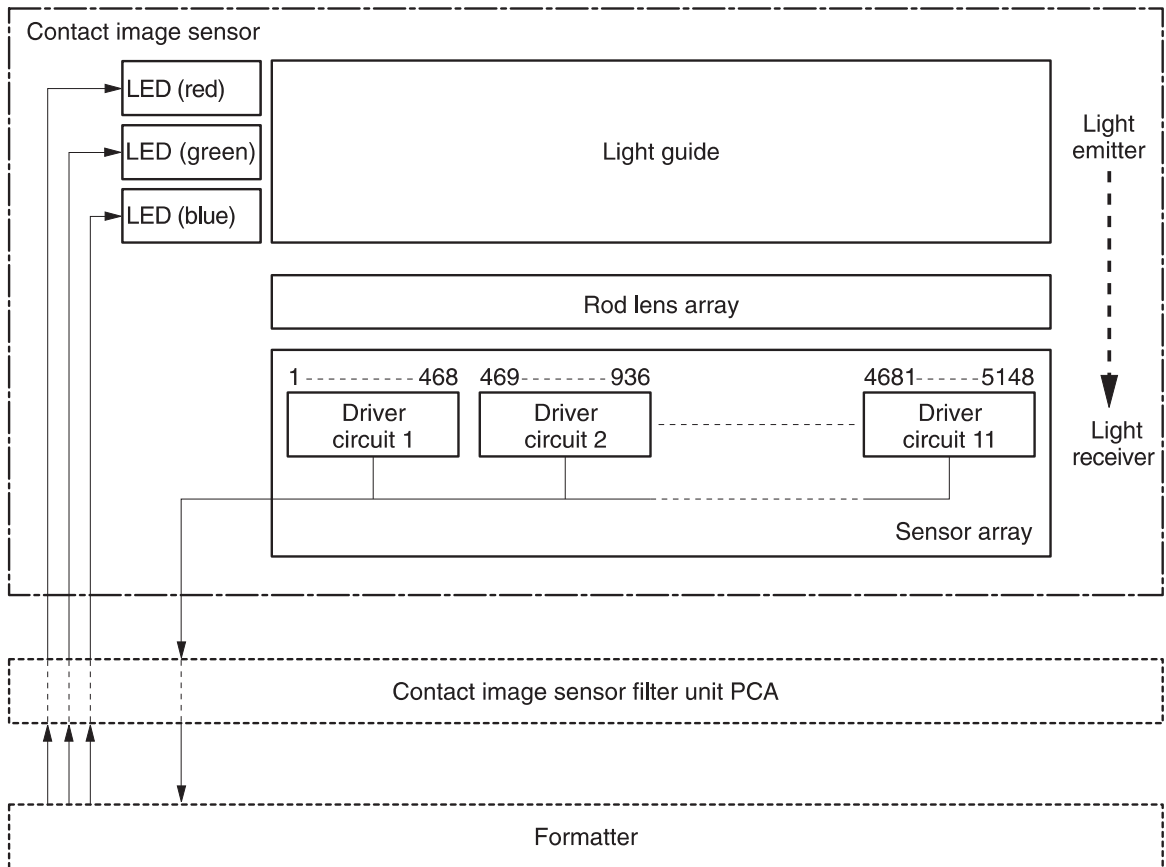 Contact image sensor
LED (red)
LED (green)
LED (blue)
Light guide
Light
emitter
Rod lens array
1 - - - - - - - - - - - - 468
469 - - - - - - - - - 936
4681 - - - - - - 5148
Driver
circuit 1
Driver
circuit 2
Driver
circuit 11
Light
receiver
Sensor array
Contact image sensor filter unit PCA
Formatter